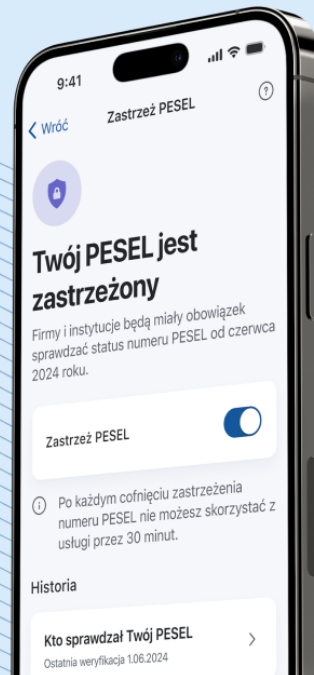 9:41
Wróć
Zastrzeż PESEL
Twój PESEL jest
zastrzeżony
Firmy i instytucje będą miały obowiązek
sprawdzać status numeru PESEL od czerwca
2024 roku.
Zastrzeż PESEL
Po każdym cofnięciu zastrzeżenia
numeru PESEL nie możesz skorzystać z
usługi przez 30 minut.
Historia
Kto sprawdzał Twój PESEL
Ostatnia weryfikacja 1.06.2024